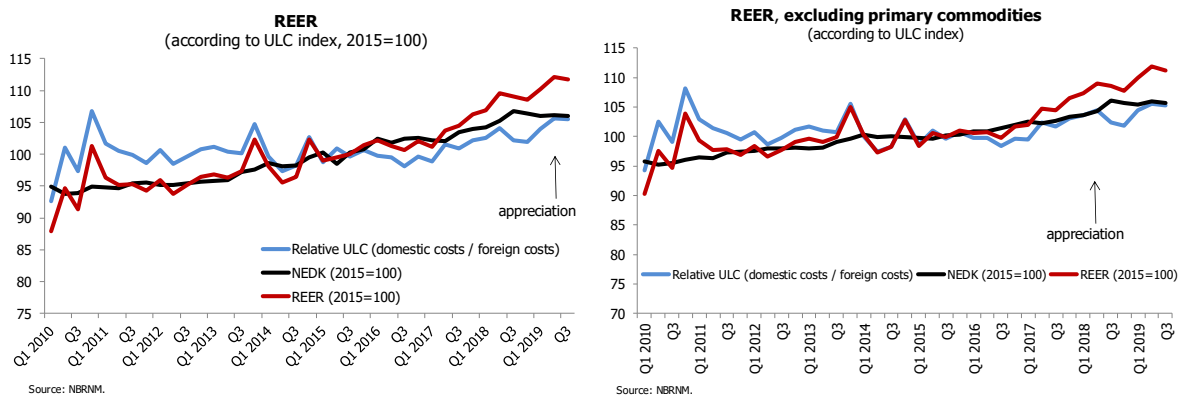 REER
(according to ULC index, 2015=100)
115
110
105
100
95
90
85
80
75
appreciation
Relative ULC (domestic costs / foreign costs)
NEDK (2015=100)
REER (2015=100)
Q1 2010
Q3
Q1 2011
Q3
Q1 2012
Q3
Q1 2013
Q3
Q1 2014
Q3
Q1 2015
Q3
Q1 2016
Q3
Q1 2017
Q3
Q1 2018
Q3
Q1 2019
Q3
Source: NBRNM.
REER, excluding primary commodities
(according to ULC index)
115
110
105
100
95
90
85
80
75
70
appreciation
Relative ULC (domestic costs / foreign costs)
NEDK (2015=100)
REER (2015=100)
Q1 2010
Q3
Q1 2011
Q3
Q1 2012
Q3
Q1 2013
Q3
Q1 2014
Q3
Q1 2015
Q3
Q1 2016
Q3
Q1 2017
Q3
Q1 2018
Q3
Q1 2019
Q3
Source: NBRNM.